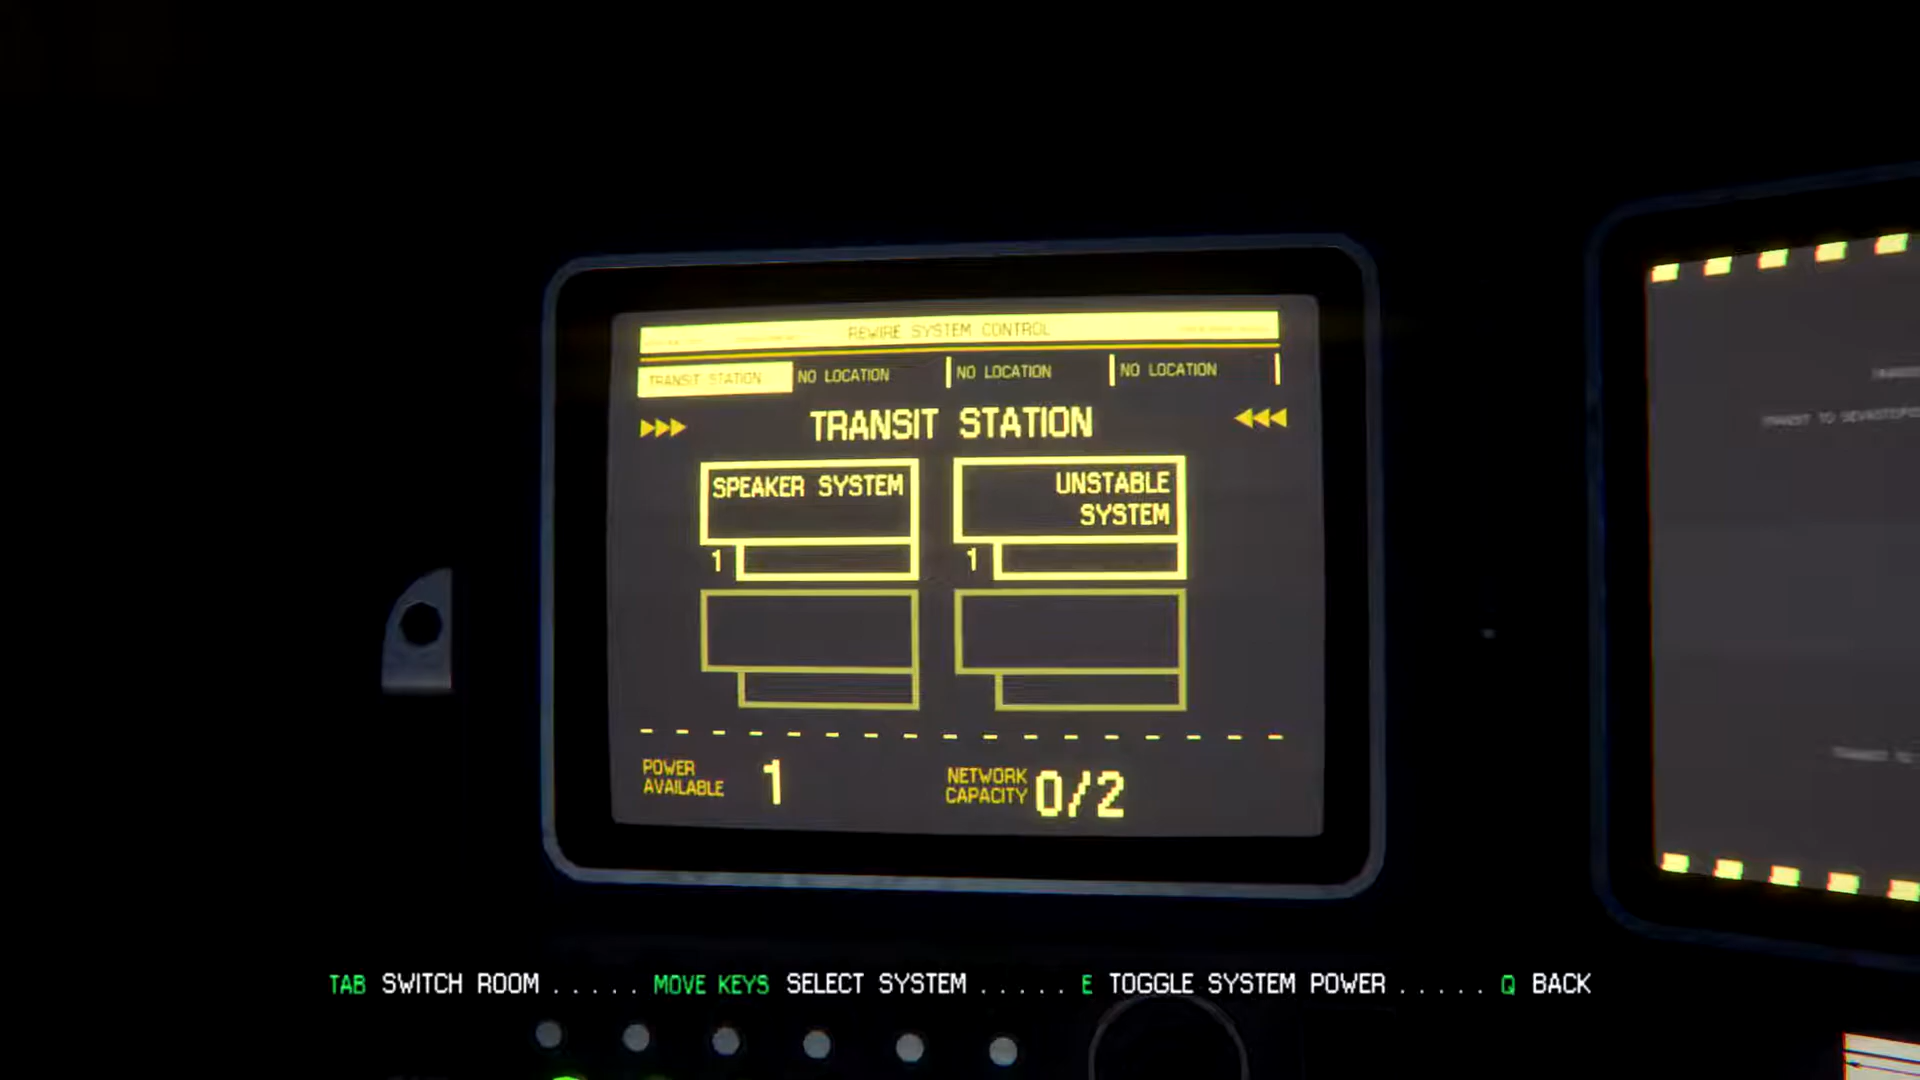 REWIRE SYSTEM CONTROL
TRANSIT STATION NO LOCATION NO LOCATION NO LOCATION
TRANSIT STATION
SPEAKER SYSTEM
1
UNSTABLE
SYSTEM
1
POWER
AVAILABLE 1
NETWORK
CAPACITY 0/2
TAB SWITCH ROOM ..... MOVE KEYS SELECT SYSTEM ..... E TOGGLE SYSTEM POWER ..... Q BACK